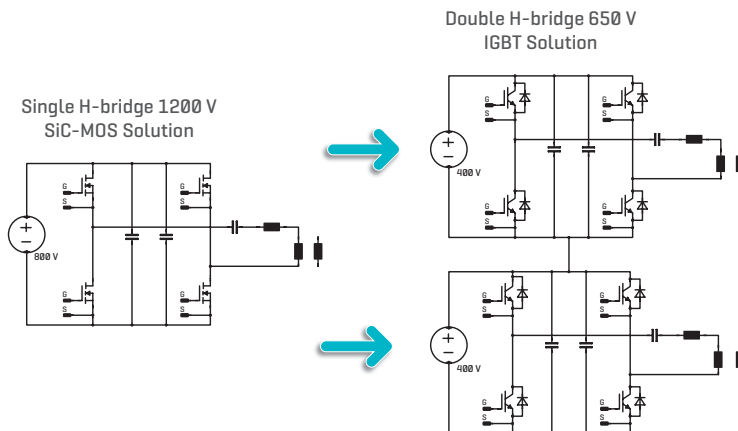 Double H-bridge 650 V
IGBT Solution
Single H-bridge 1200 V
SiC-MOS Solution
G
S
G
S
800 V
G
S
G
S
G
S
G
S
400 V
G
S
G
S
G
S
G
S
400 V
G
S
G
S